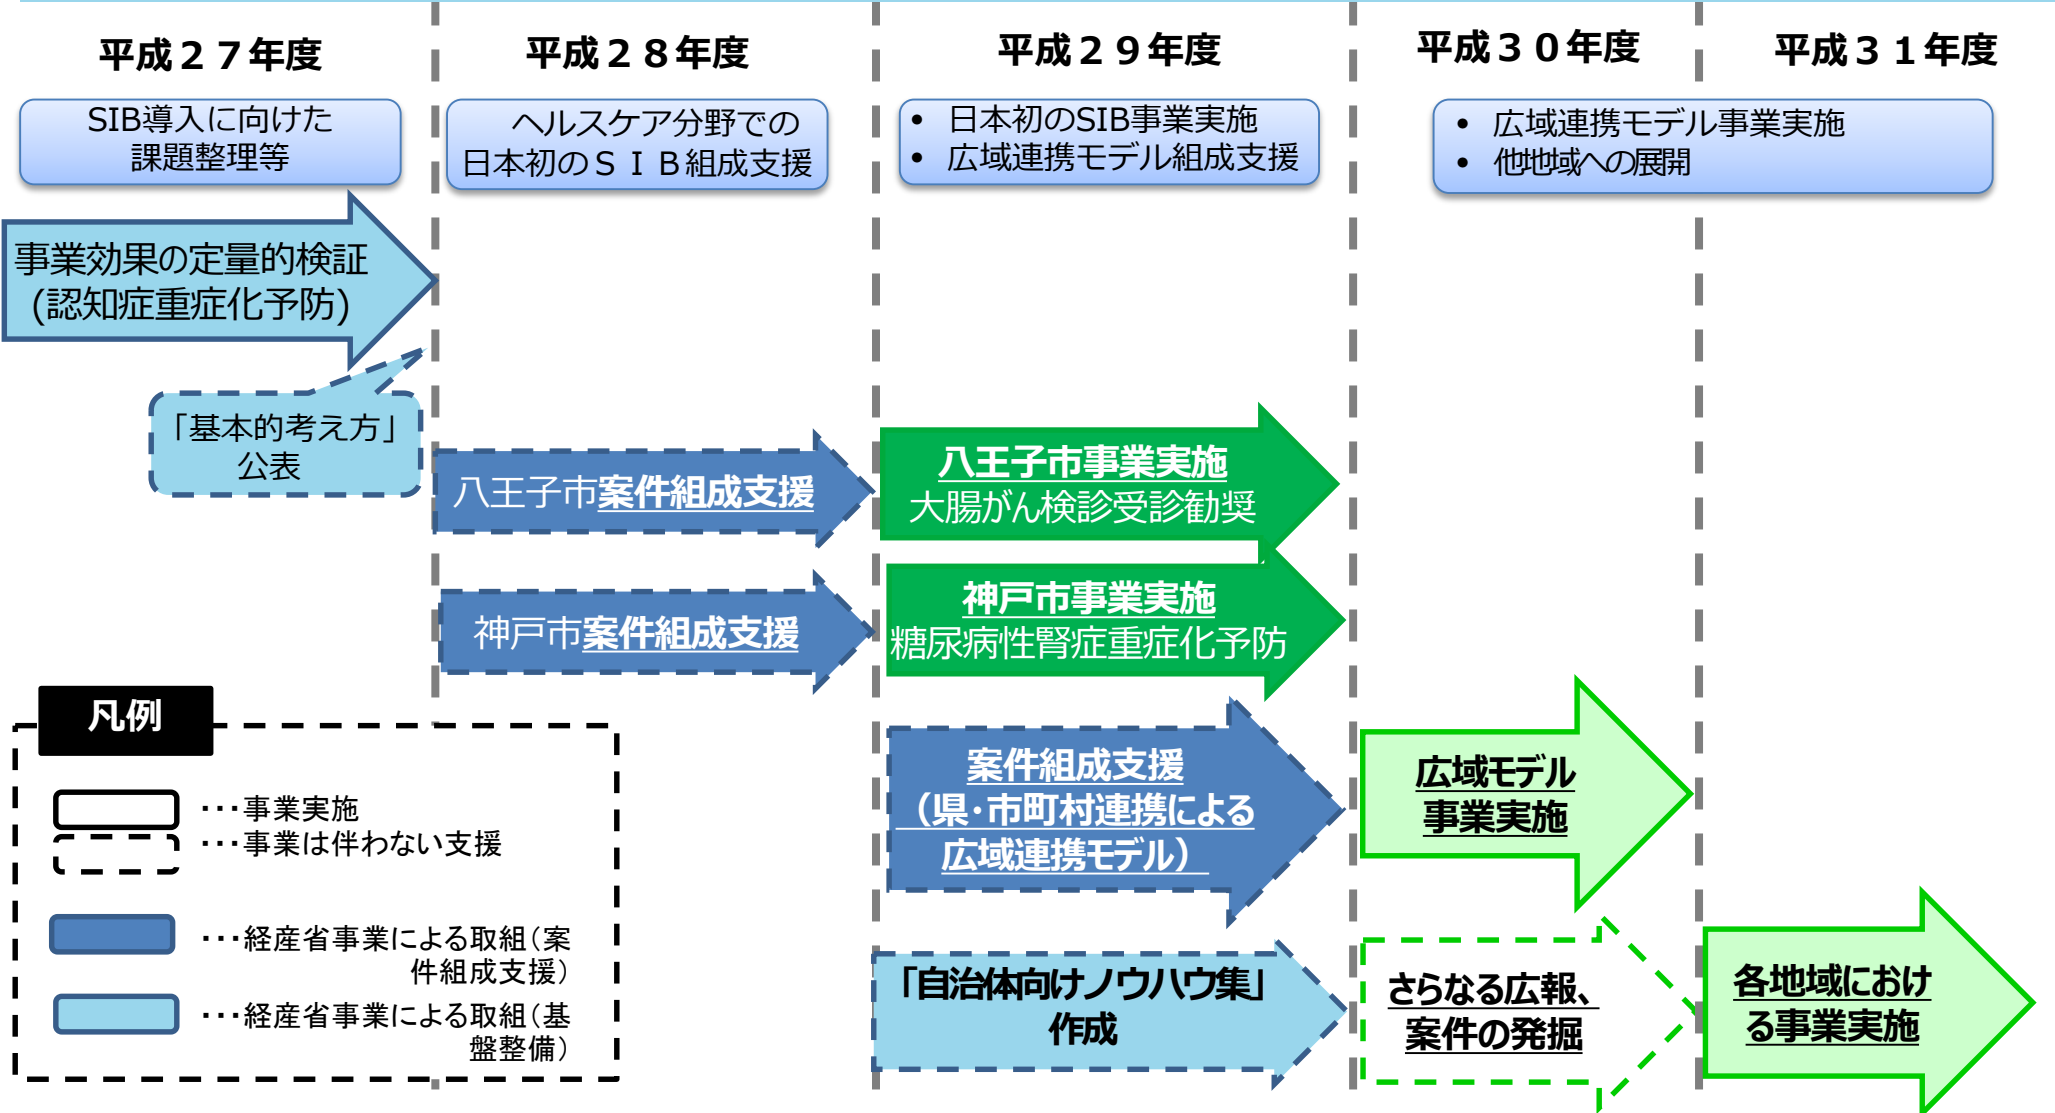 平成２７年度
平成２８年度
平成２９年度
平成３０年度
平成３１年度
SIB導入に向けた
課題整理等
ヘルスケア分野での
日本初のＳＩＢ組成支援
• 日本初のSIB事業実施
• 広域連携モデル組成支援
• 広域連携モデル事業実施
• 他地域への展開
事業効果の定量的検証
(認知症重症化予防)
「基本的考え方」
公表
八王子市案件組成支援
八王子市事業実施
大腸がん検診受診勧奨
神戸市案件組成支援
神戸市事業実施
糖尿病性腎症重症化予防
案件組成支援
（県・市町村連携による
広域連携モデル）
広域モデル
事業実施
「自治体向けノウハウ集」
作成
さらなる広報、
案件の発掘
各地域におけ
る事業実施
凡例
･･･事業実施
･･･事業は伴わない支援
･･･経産省事業による取組（案
件組成支援）
･･･経産省事業による取組（基
盤整備）